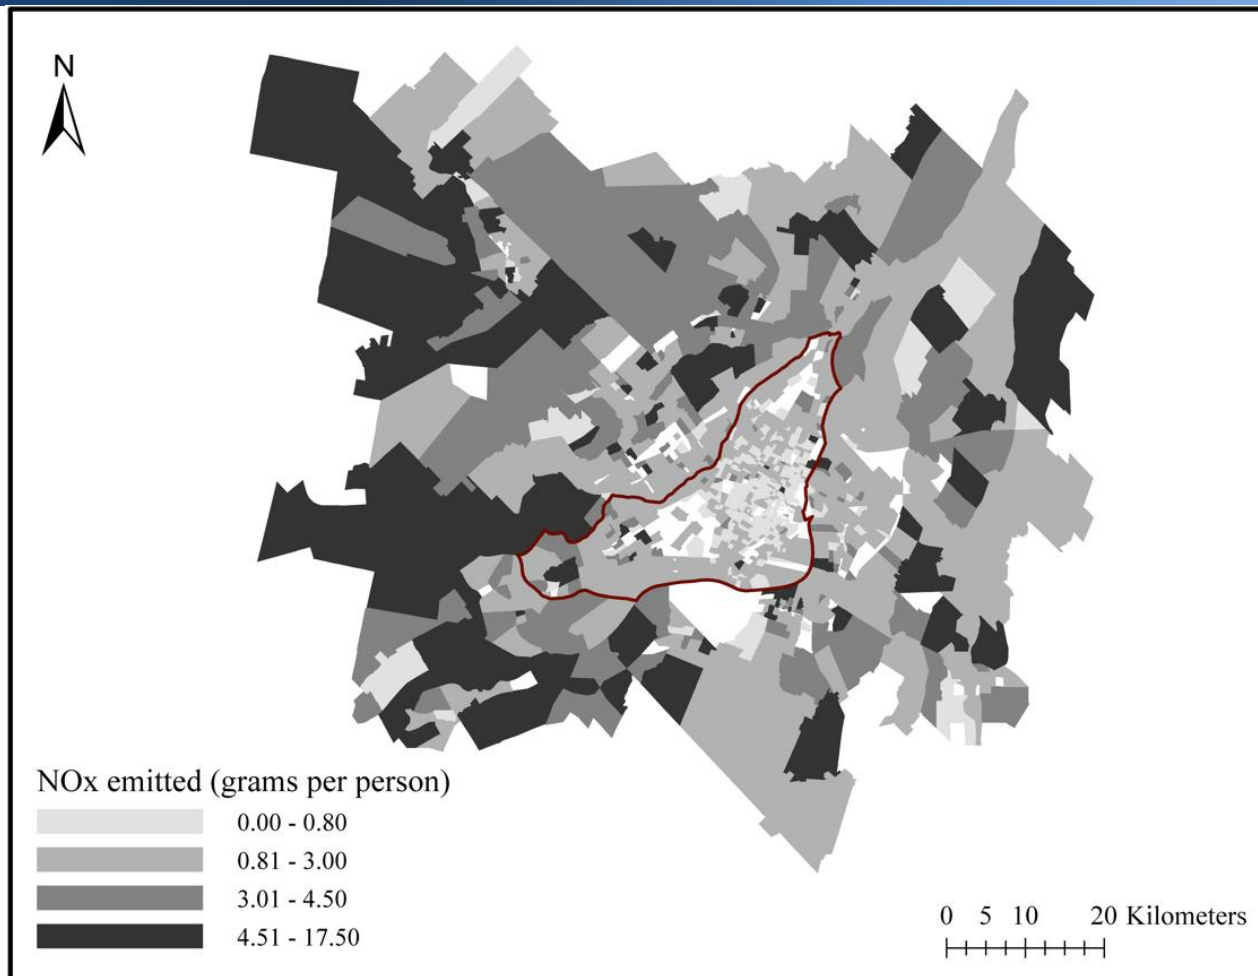 N
NOx emitted (grams per person)
0.00 - 0.80
0.81 - 3.00
3.01 - 4.50
4.51 - 17.50
0 5 10 20 Kilometers